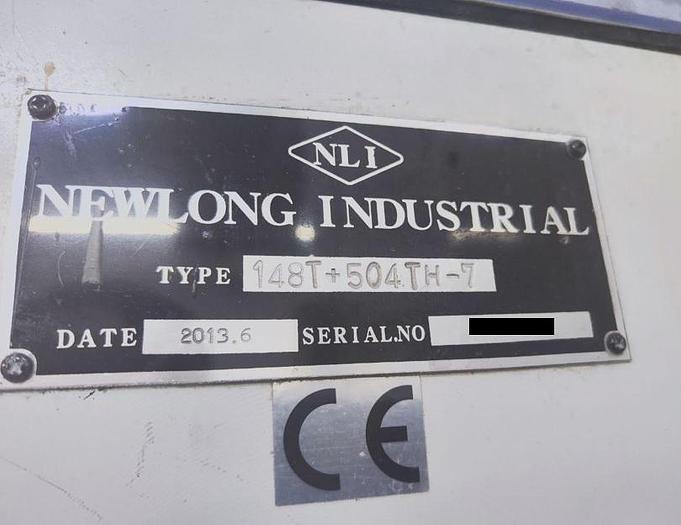 NLI
NEWLONG INDUSTRIAL
TYPE 148T+504TH-7
DATE 2013.6 SERIAL.NO
CE